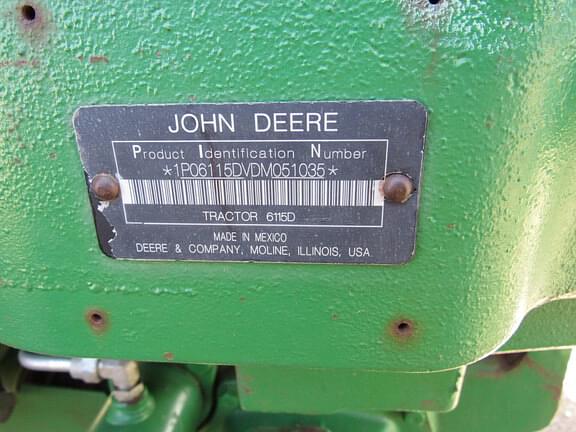 JOHN DEERE
Product Identification Number
*1P06115DVDM051035*
TRACTOR 6115D
MADE IN MEXICO
DEERE & COMPANY, MOLINE, ILLINOIS, USA